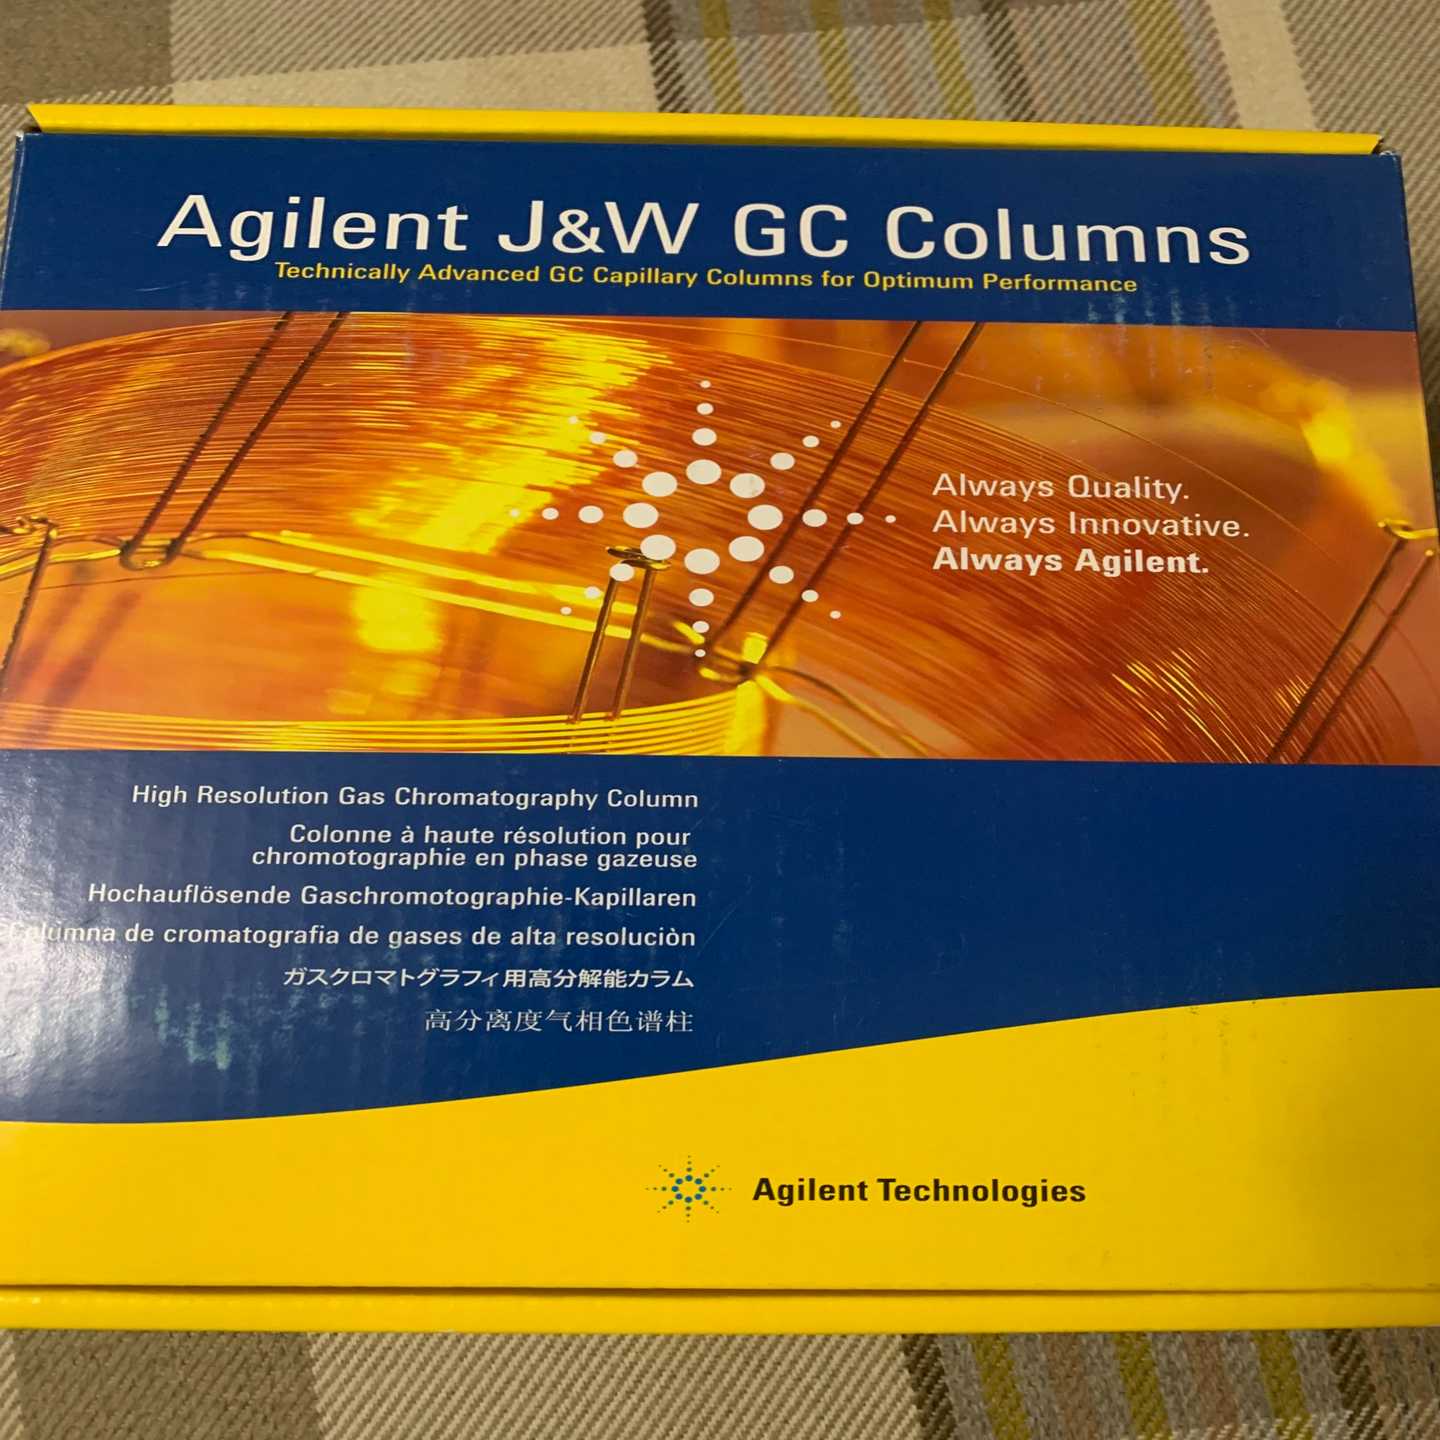 Agilent J&W GC Columns
Technically Advanced GC Capillary Columns for Optimum Performance
Always Quality.
Always Innovative.
Always Agilent.
High Resolution Gas Chromatography Column
Colonne à haute résolution pour
chromotographie en phase gazeuse
Hochauflösende Gaschromotographie-Kapillaren
Columna de cromatografia de gases de alta resoluciòn
ガスクロマトグラフィ用高分解能カラム
高分离度气相色谱柱
Agilent Technologies